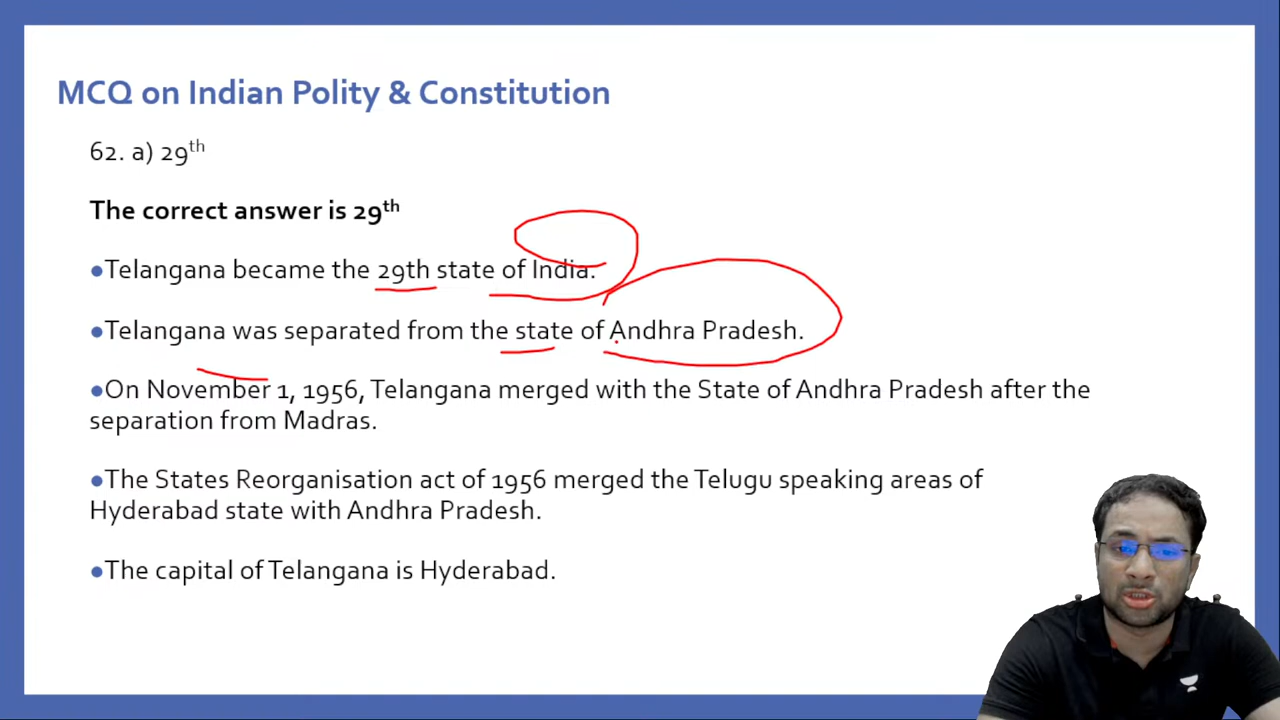 MCQ on Indian Polity & Constitution
62. a) 29th
The correct answer is 29th
●Telangana became the 29th state of India.
●Telangana was separated from the state of Andhra Pradesh.
●On November 1, 1956, Telangana merged with the State of Andhra Pradesh after the
separation from Madras.
●The States Reorganisation act of 1956 merged the Telugu speaking areas of
Hyderabad state with Andhra Pradesh.
●The capital of Telangana is Hyderabad.